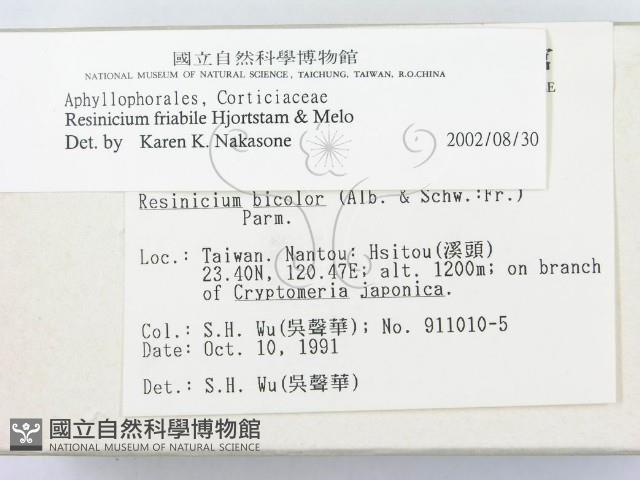 國立自然科學博物館
NATIONAL MUSEUM OF NATURAL SCIENCE, TAICHUNG, TAIWAN, R.O.CHINA
Aphyllophorales, Corticiaceae
Resinicium friabile Hjortstam & Melo
Det. by Karen K. Nakasone 2002/08/30
Resinicium bicolor (Alb. & Schw.:Fr.)
Parm.
Loc.: Taiwan. Nantou: Hsitou(溪頭)
23.40N, 120.47E; alt. 1200m; on branch
of Cryptomeria japonica.
Col.: S.H. Wu(吳聲華); No. 911010-5
Date: Oct. 10, 1991
Det.: S.H. Wu(吳聲華)
國立自然科學博物館
NATIONAL MUSEUM OF NATURAL SCIENCE